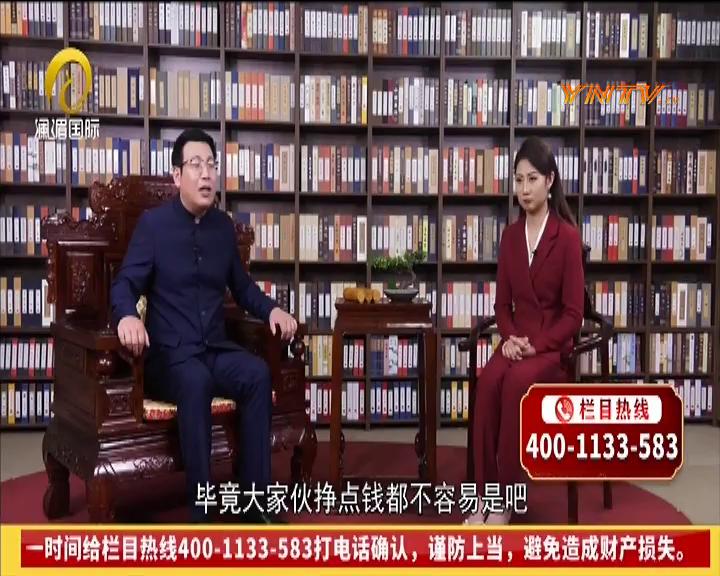 澜湄国际
YNTV
栏目热线
400-1133-583
毕竟大家伙挣点钱都不容易是吧
一时间给栏目热线400-1133-583打电话确认，谨防上当，避免造成财产损失。